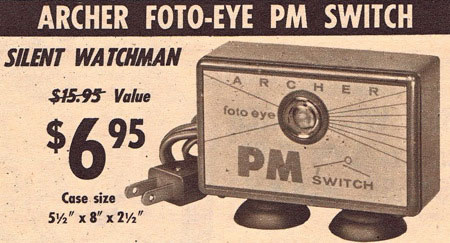 ARCHER FOTO-EYE PM SWITCH
SILENT WATCHMAN
$15.95 Value
$6.95
Case size
5½" x 8" x 2½"
ARCHER
foto eye
PM
SWITCH